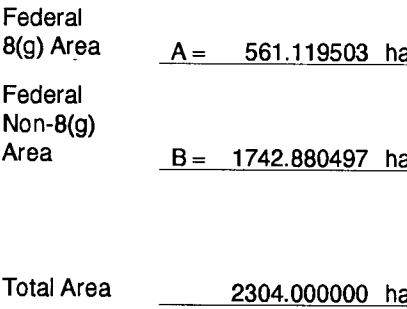 Federal
8(g) Area A = 561.119503 ha
Federal
Non-8(g)
Area B = 1742.880497 ha
Total Area 2304.000000 ha